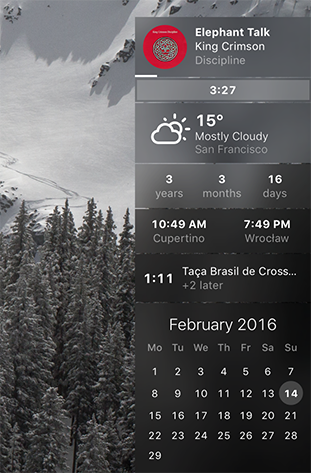 King Crimson Discipline
Elephant Talk
King Crimson
Discipline
3:27
15°
Mostly Cloudy
San Francisco
3 3 16
years months days
10:49 AM 7:49 PM
Cupertino Wrocław
1:11 Taça Brasil de Cross...
+2 later
February 2016
Mo Tu We Th Fr Sa Su
1 2 3 4 5 6 7
8 9 10 11 12 13 14
15 16 17 18 19 20 21
22 23 24 25 26 27 28
29